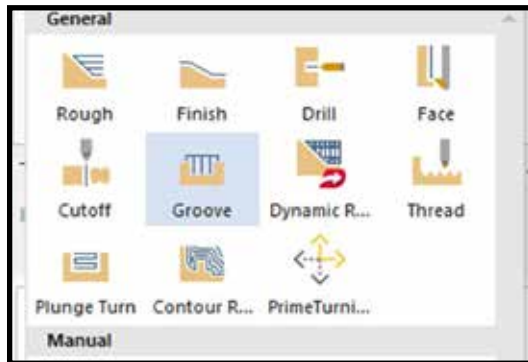 General
Rough Finish Drill Face
Cutoff Groove Dynamic R... Thread
Plunge Turn Contour R... PrimeTurni...
Manual